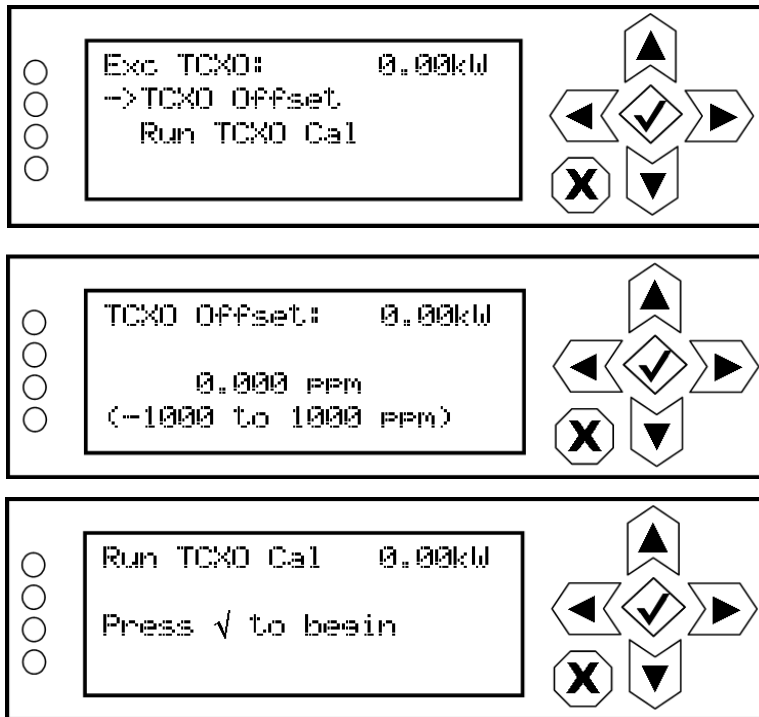 Exc TCXO: 0.00kW
->TCXO Offset
Run TCXO Cal
TCXO Offset: 0.00kW
0.000 ppm
(-1000 to 1000 ppm)
Run TCXO Cal 0.00kW
Press √ to begin